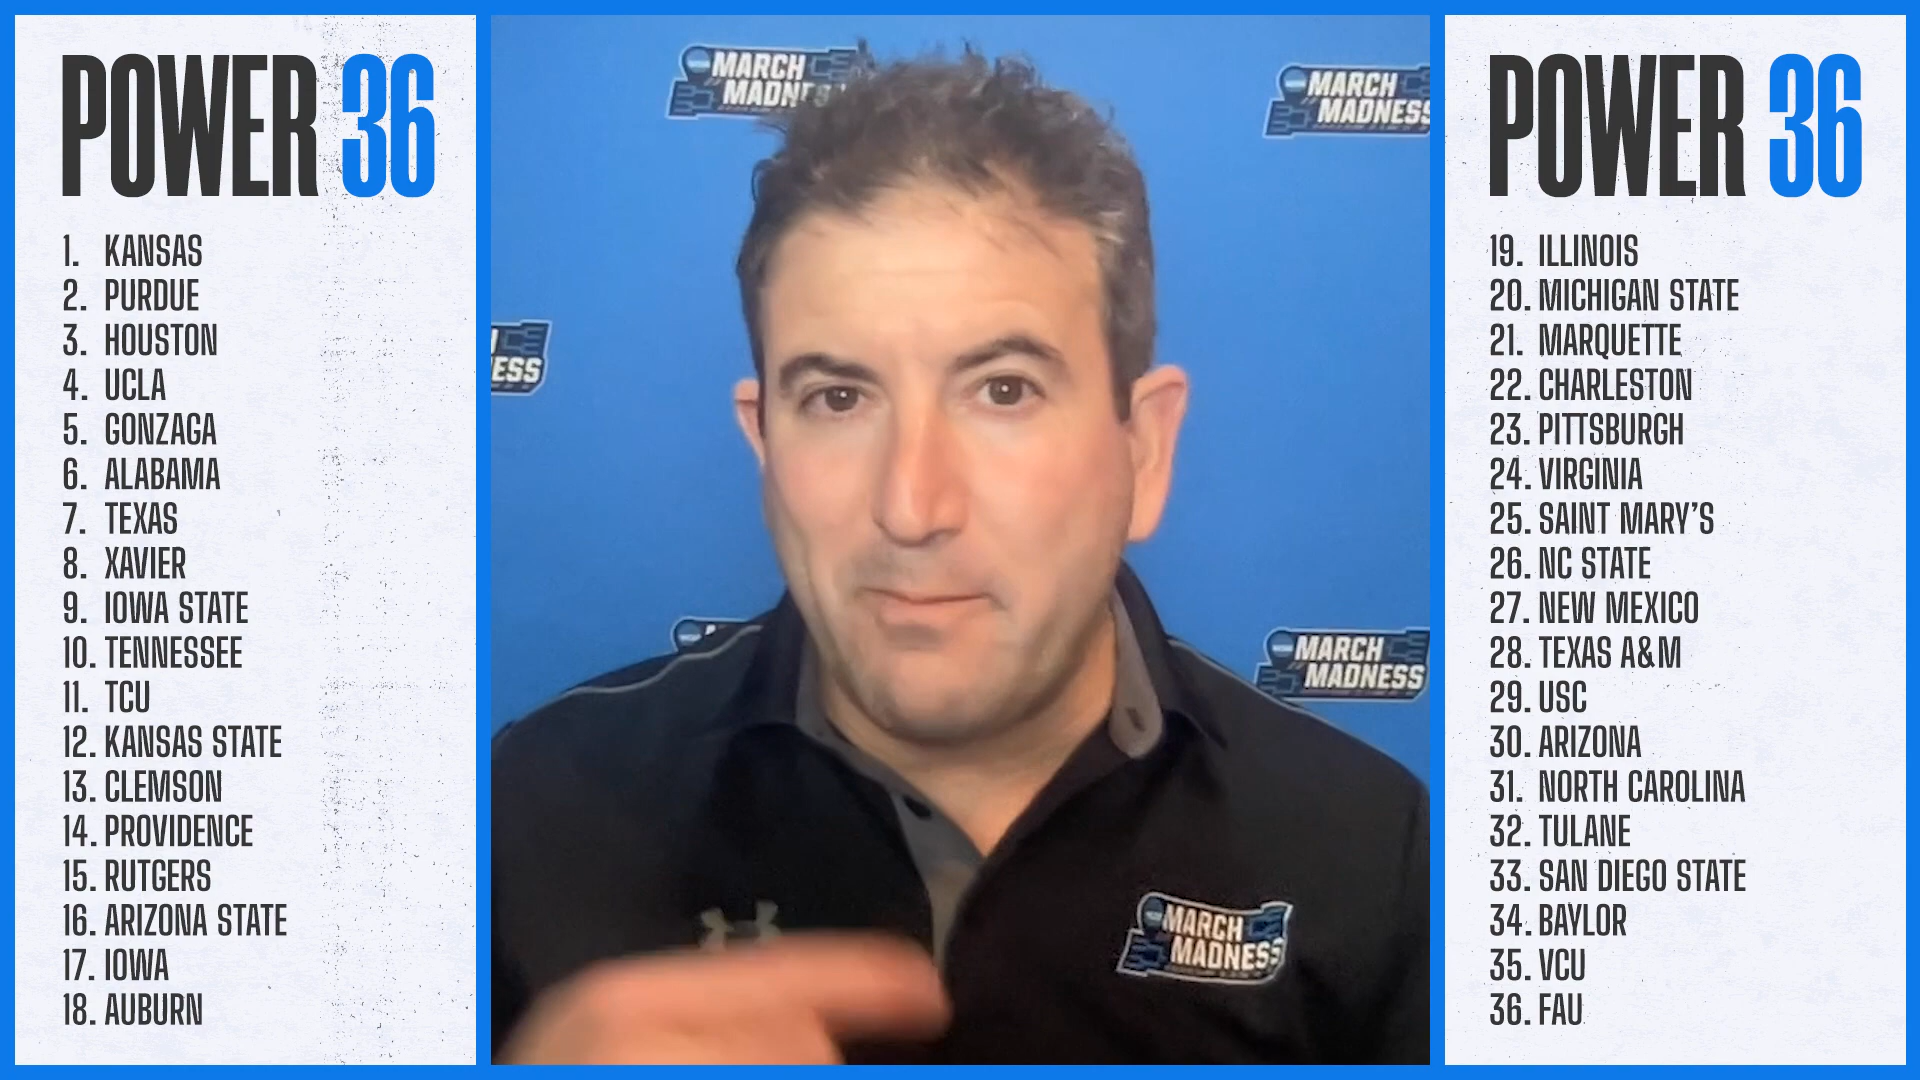 POWER 36
1. KANSAS
2. PURDUE
3. HOUSTON
4. UCLA
5. GONZAGA
6. ALABAMA
7. TEXAS
8. XAVIER
9. IOWA STATE
10. TENNESSEE
11. TCU
12. KANSAS STATE
13. CLEMSON
14. PROVIDENCE
15. RUTGERS
16. ARIZONA STATE
17. IOWA
18. AUBURN
MARCH
MADNESS
MARCH
MADNESS
ESS
MARCH
MADNESS
MARCH
MADNESS
POWER 36
19. ILLINOIS
20. MICHIGAN STATE
21. MARQUETTE
22. CHARLESTON
23. PITTSBURGH
24. VIRGINIA
25. SAINT MARY'S
26. NC STATE
27. NEW MEXICO
28. TEXAS A&M
29. USC
30. ARIZONA
31. NORTH CAROLINA
32. TULANE
33. SAN DIEGO STATE
34. BAYLOR
35. VCU
36. FAU